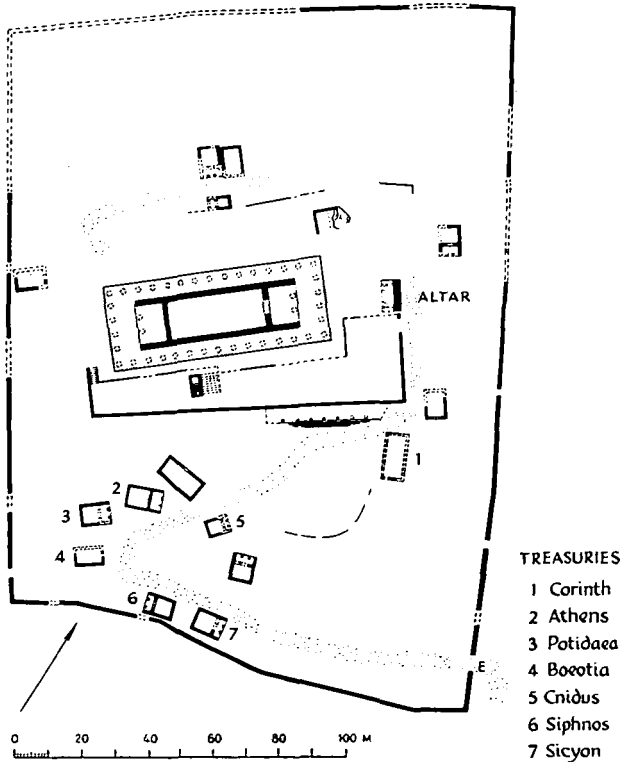 ALTAR
1
2
3
5
4
6
7
E
TREASURIES
1 Corinth
2 Athens
3 Potidaea
4 Boeotia
5 Cnidus
6 Siphnos
7 Sicyon
0 20 40 60 100 M